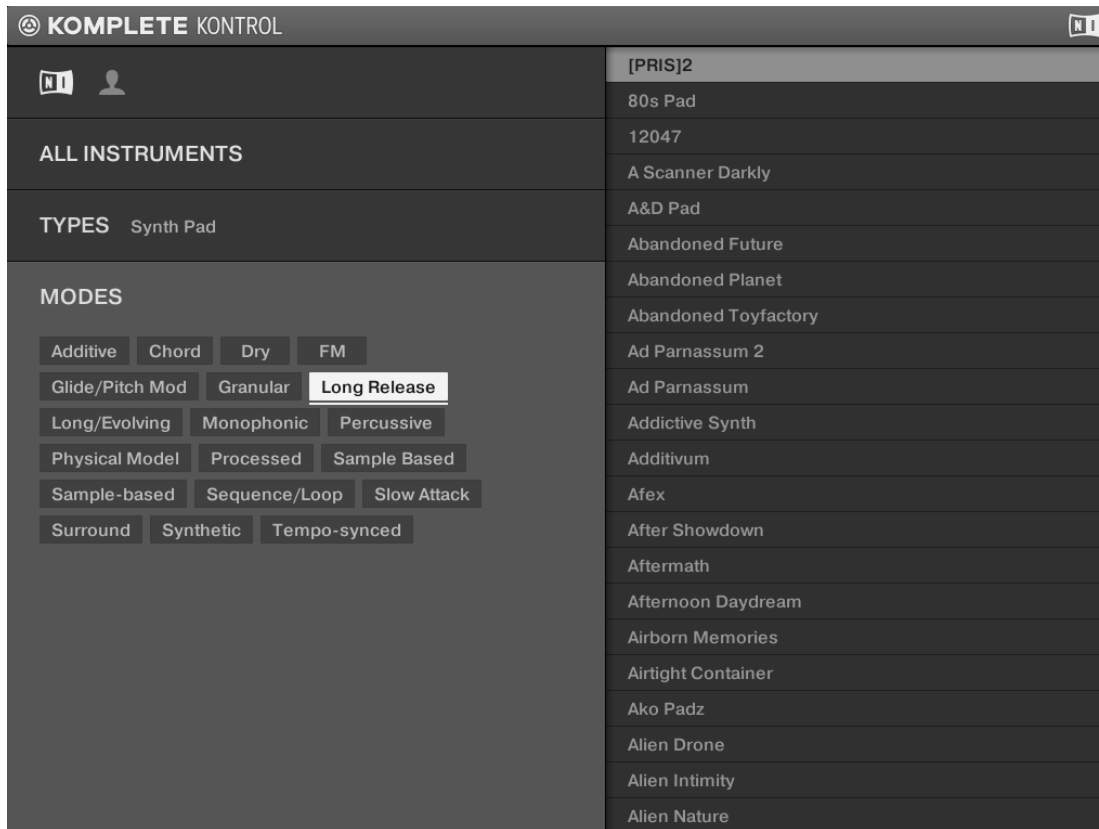 KOMPLETE KONTROL
NI
NI
ALL INSTRUMENTS
TYPES Synth Pad
MODES
Additive Chord Dry FM
Glide/Pitch Mod Granular Long Release
Long/Evolving Monophonic Percussive
Physical Model Processed Sample Based
Sample-based Sequence/Loop Slow Attack
Surround Synthetic Tempo-synced
[PRIS]2
80s Pad
12047
A Scanner Darkly
A&D Pad
Abandoned Future
Abandoned Planet
Abandoned Toyfactory
Ad Parnassum 2
Ad Parnassum
Addictive Synth
Additivum
Afex
After Showdown
Aftermath
Afternoon Daydream
Airborn Memories
Airtight Container
Ako Padz
Alien Drone
Alien Intimity
Alien Nature